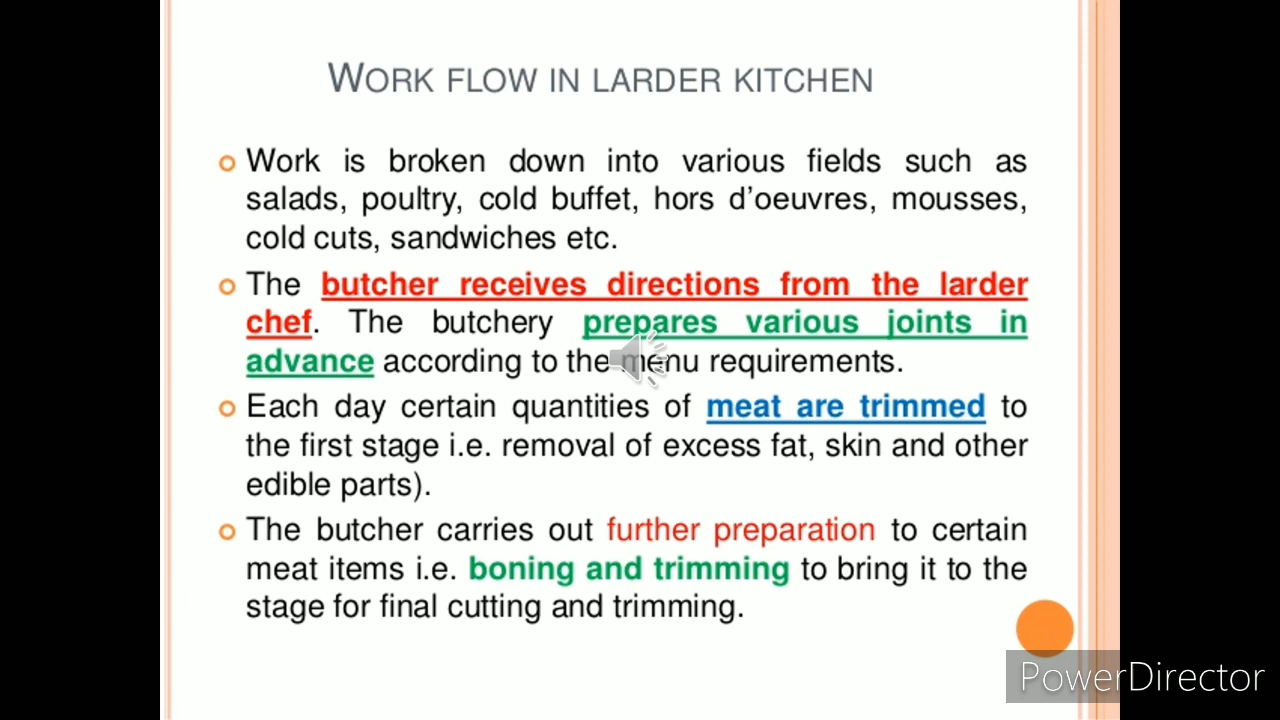 WORK FLOW IN LARDER KITCHEN
Work is broken down into various fields such as
salads, poultry, cold buffet, hors d’oeuvres, mousses,
cold cuts, sandwiches etc.
The butcher receives directions from the larder
chef. The butchery prepares various joints in
advance according to the menu requirements.
Each day certain quantities of meat are trimmed to
the first stage i.e. removal of excess fat, skin and other
edible parts).
The butcher carries out further preparation to certain
meat items i.e. boning and trimming to bring it to the
stage for final cutting and trimming.
PowerDirector